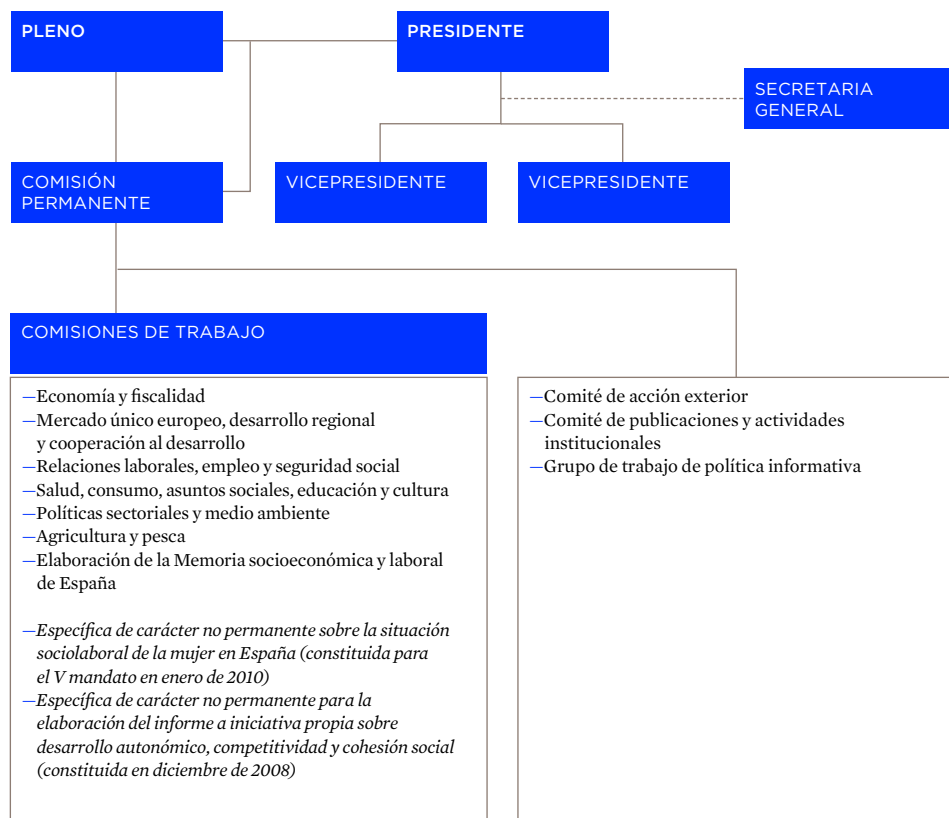 PLENO
PRESIDENTE
SECRETARIA
GENERAL
COMISIÓN
PERMANENTE
VICEPRESIDENTE
VICEPRESIDENTE
COMISIONES DE TRABAJO
—Economía y fiscalidad
—Mercado único europeo, desarrollo regional
y cooperación al desarrollo
—Relaciones laborales, empleo y seguridad social
—Salud, consumo, asuntos sociales, educación y cultura
—Políticas sectoriales y medio ambiente
—Agricultura y pesca
—Elaboración de la Memoria socioeconómica y laboral
de España
—Específica de carácter no permanente sobre la situación
sociolaboral de la mujer en España (constituida para
el V mandato en enero de 2010)
—Específica de carácter no permanente para la
elaboración del informe a iniciativa propia sobre
desarrollo autonómico, competitividad y cohesión social
(constituida en diciembre de 2008)
—Comité de acción exterior
—Comité de publicaciones y actividades
institucionales
—Grupo de trabajo de política informativa